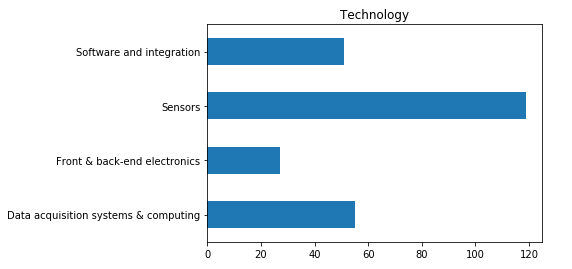 Technology
Software and integration
Sensors
Front & back-end electronics
Data acquisition systems & computing
0 20 40 60 80 100 120